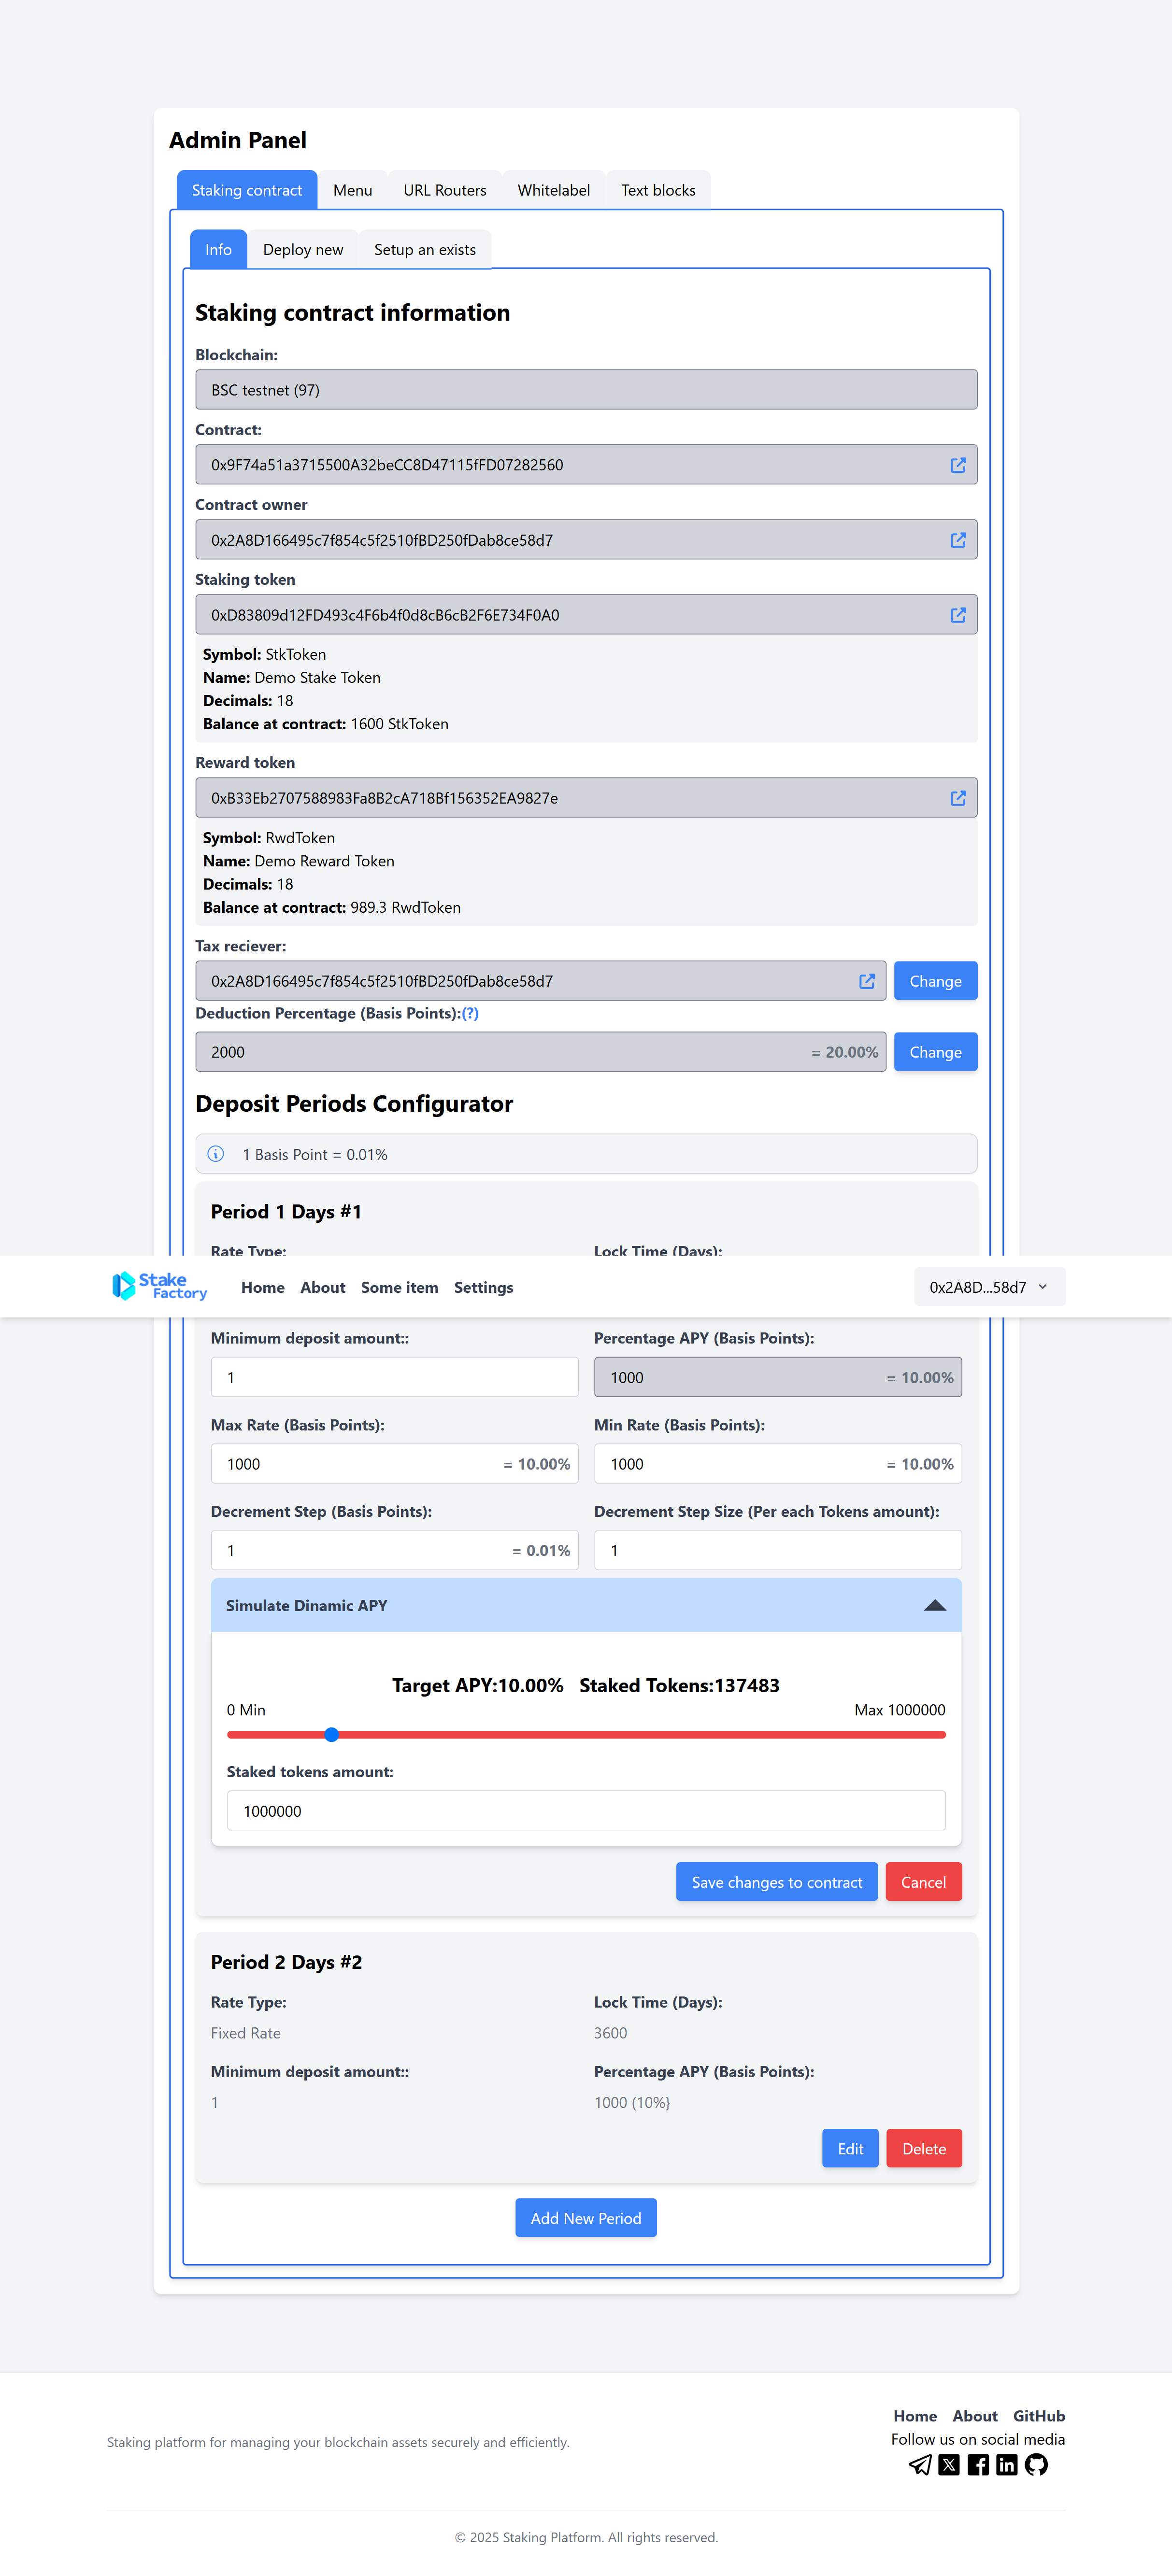 Admin Panel
Staking contract Menu URL Routers Whitelabel Text blocks
Info Deploy new Setup an exists
Staking contract information
Blockchain:
BSC testnet (97)
Contract:
0x9F74a51a3715500A32beCC8D47115fFD07282560
Contract owner
0x2A8D166495c7f854c5f2510fBD250fDab8ce58d7
Staking token
0xD83809d12FD493c4F6b4f0d8cB6cB2F6E734F0A0
Symbol: StkToken
Name: Demo Stake Token
Decimals: 18
Balance at contract: 1600 StkToken
Reward token
0xB33Eb2707588983Fa8B2cA718Bf156352EA9827e
Symbol: RwdToken
Name: Demo Reward Token
Decimals: 18
Balance at contract: 989.3 RwdToken
Tax reciever:
0x2A8D166495c7f854c5f2510fBD250fDab8ce58d7 Change
Deduction Percentage (Basis Points):(?)
2000 = 20.00% Change
Deposit Periods Configurator
1 Basis Point = 0.01%
Period 1 Days #1
Rate Type: Lock Time (Days):
Stake Factory Home About Some item Settings 0x2A8D...58d7
Minimum deposit amount:: Percentage APY (Basis Points):
1 1000 = 10.00%
Max Rate (Basis Points): Min Rate (Basis Points):
1000 = 10.00% 1000 = 10.00%
Decrement Step (Basis Points): Decrement Step Size (Per each Tokens amount):
1 = 0.01% 1
Simulate Dinamic APY
Target APY:10.00% Staked Tokens:137483
0 Min Max 1000000
Staked tokens amount:
1000000
Save changes to contract Cancel
Period 2 Days #2
Rate Type: Lock Time (Days):
Fixed Rate 3600
Minimum deposit amount:: Percentage APY (Basis Points):
1 1000 (10%}
Edit Delete
Add New Period
Home About GitHub
Staking platform for managing your blockchain assets securely and efficiently.
Follow us on social media
© 2025 Staking Platform. All rights reserved.